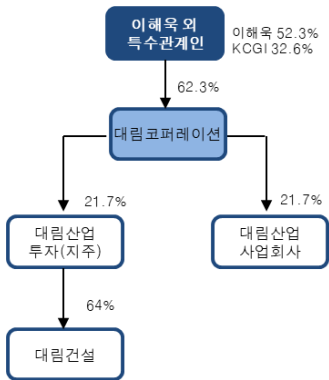 이해욱 외
특수관계인
이해욱 52.3%
KCGI 32.6%
62.3%
대림코퍼레이션
21.7%
21.7%
대림산업
투자(지주)
대림산업
사업회사
64%
대림건설